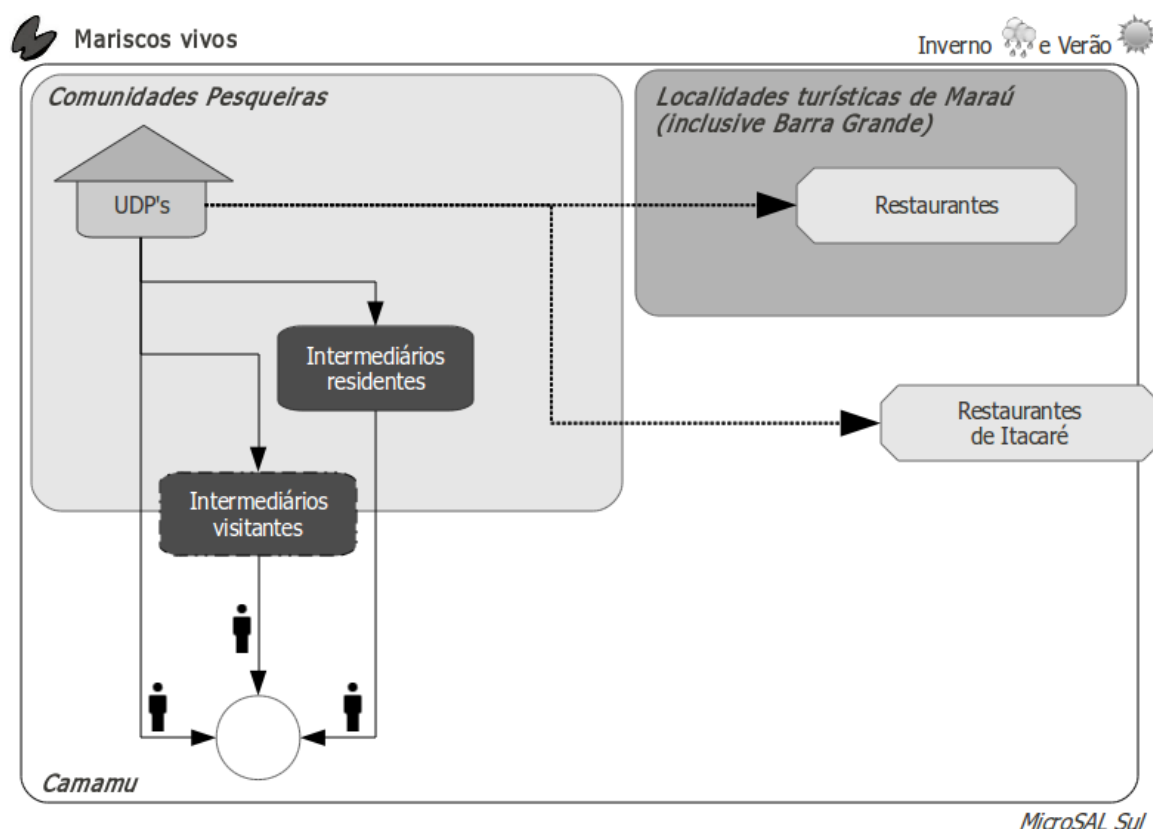 Mariscos vivos
Inverno e Verão
Comunidades Pesqueiras
Localidades turísticas de Maraú
(inclusive Barra Grande)
UDP's
Restaurantes
Intermediários
residentes
Restaurantes
de Itacaré
Intermediários
visitantes
Camamu
MicroSAL Sul